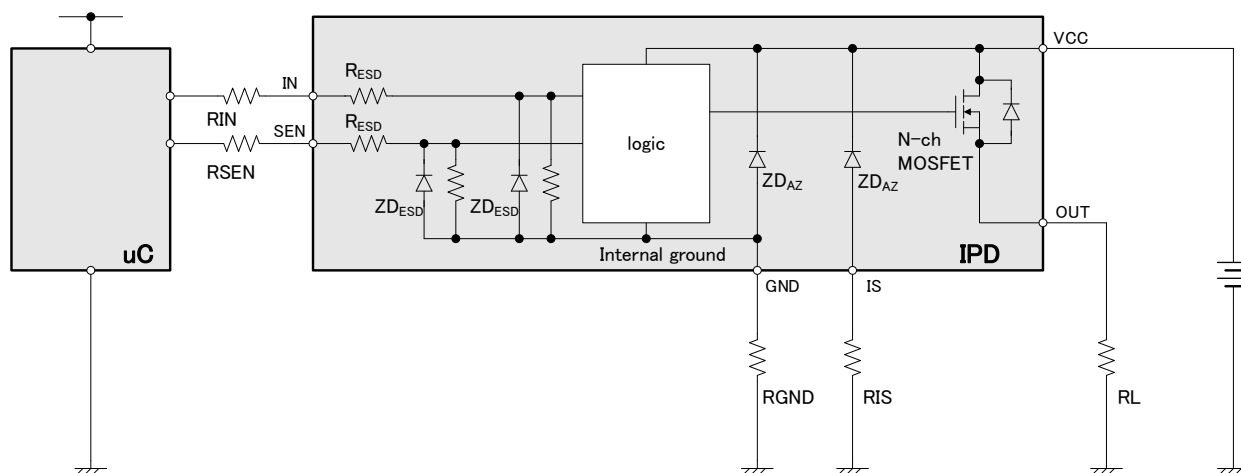 VCC
IN
RESD
RIN
SEN
RESD
RSEN
logic
N-ch
MOSFET
ZDAZ
ZDAZ
ZDESD
ZDESD
OUT
uC
Internal ground
IPD
GND
IS
RGND
RIS
RL